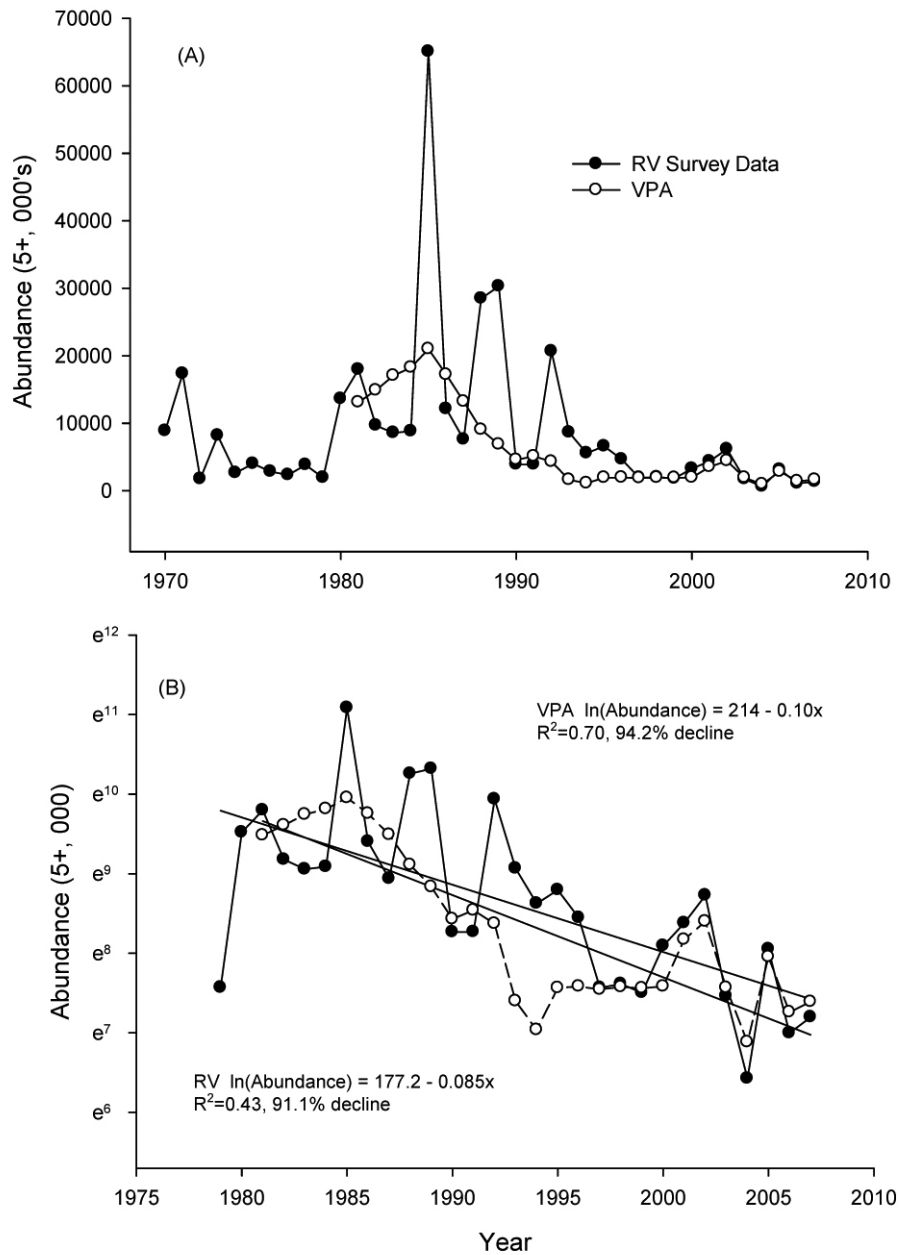 (A)
70000
60000
50000
40000
30000
20000
10000
0
Abundance (5+, 000's)
RV Survey Data
VPA
1970 1980 1990 2000 2010
(B)
e¹²
e¹¹
e¹⁰
e⁹
e⁸
e⁷
e⁶
Abundance (5+, 000)
VPA ln(Abundance) = 214 - 0.10x
R²=0.70, 94.2% decline
RV ln(Abundance) = 177.2 - 0.085x
R²=0.43, 91.1% decline
1975 1980 1985 1990 1995 2000 2005 2010
Year